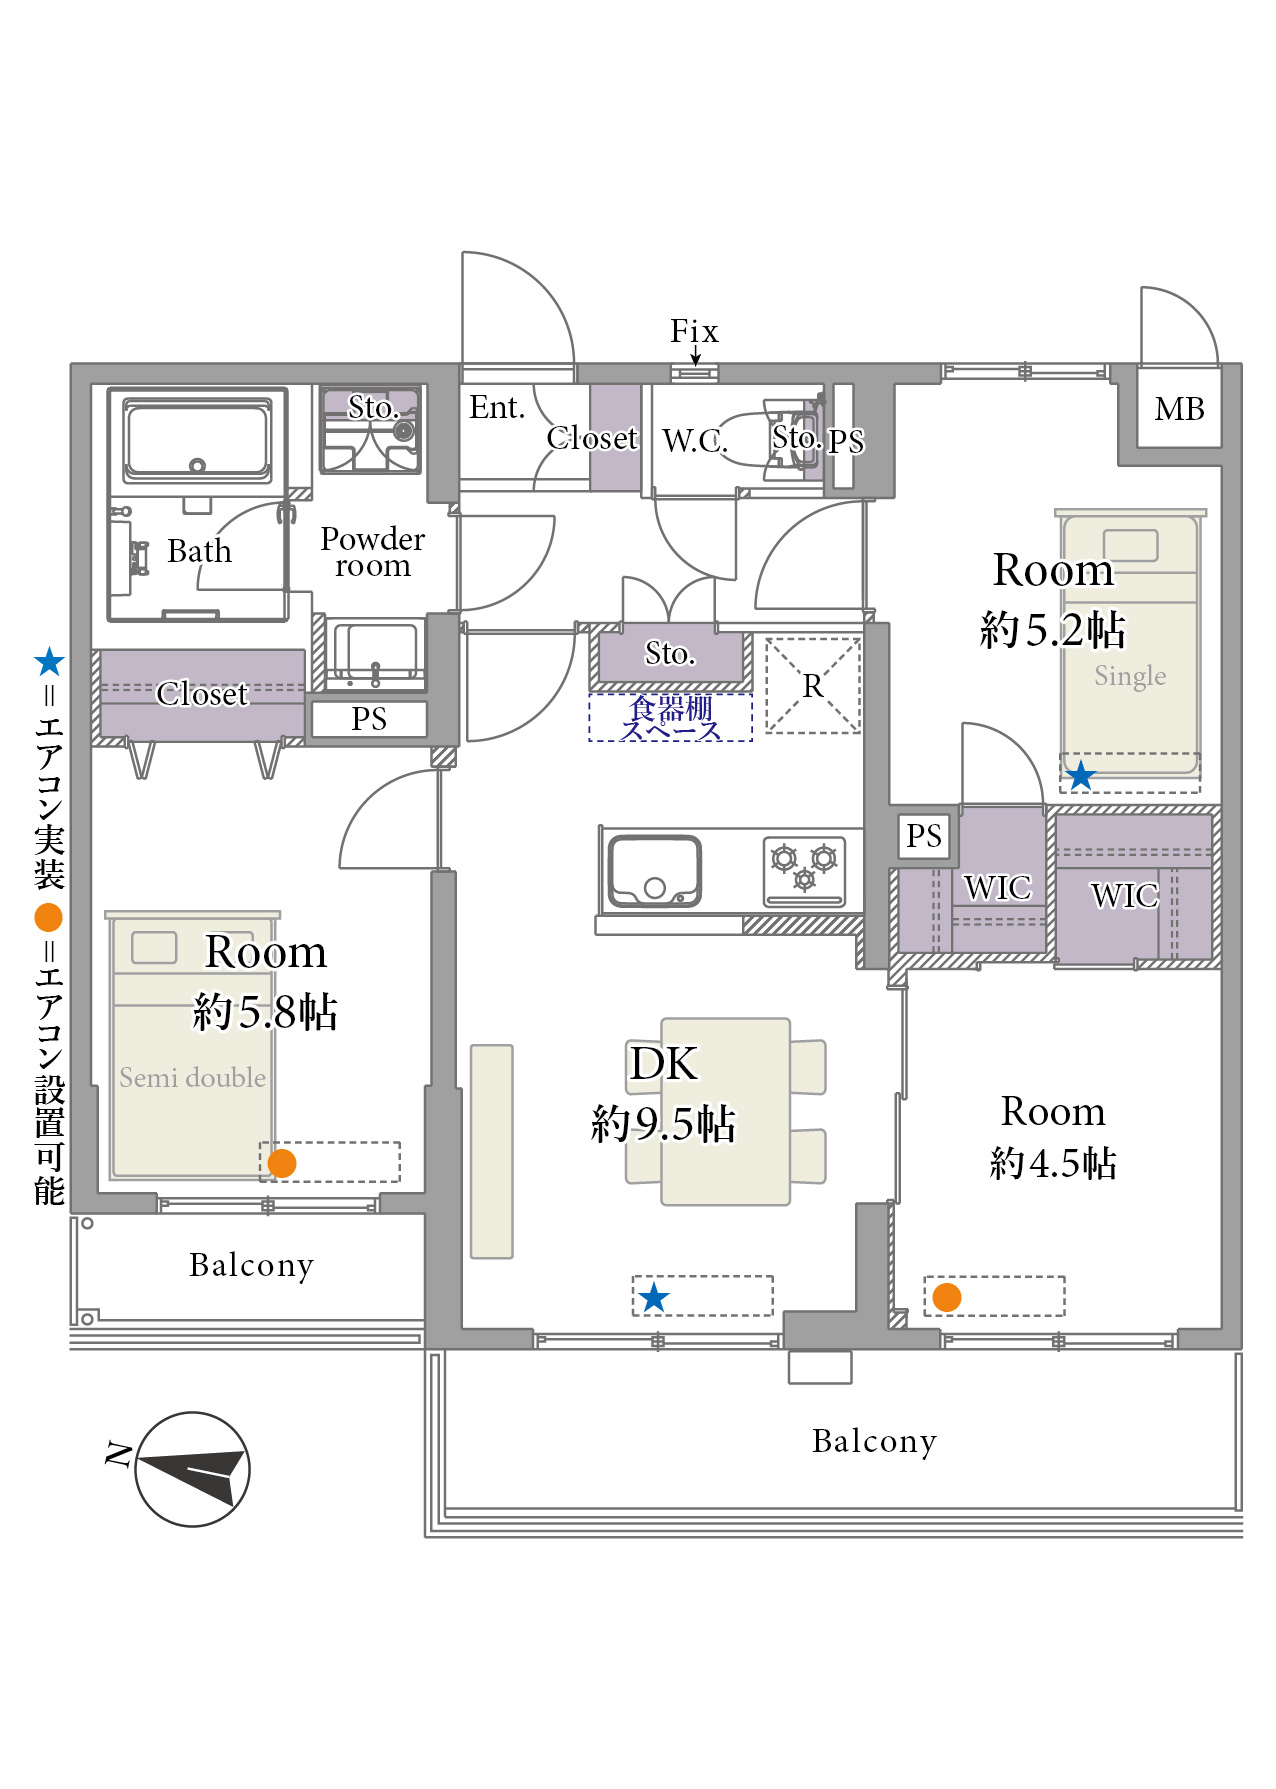 Fix
Ent.
Closet
W.C.
Sto.
PS
MB
Sto.
Bath
Powder
room
Room
約5.2帖
Single
Sto.
R
食器棚
スペース
Closet
PS
★=エアコン実装 ●=エアコン設置可能
PS
WIC
WIC
Room
約5.8帖
Semi double
DK
約9.5帖
Room
約4.5帖
Balcony
Balcony
N